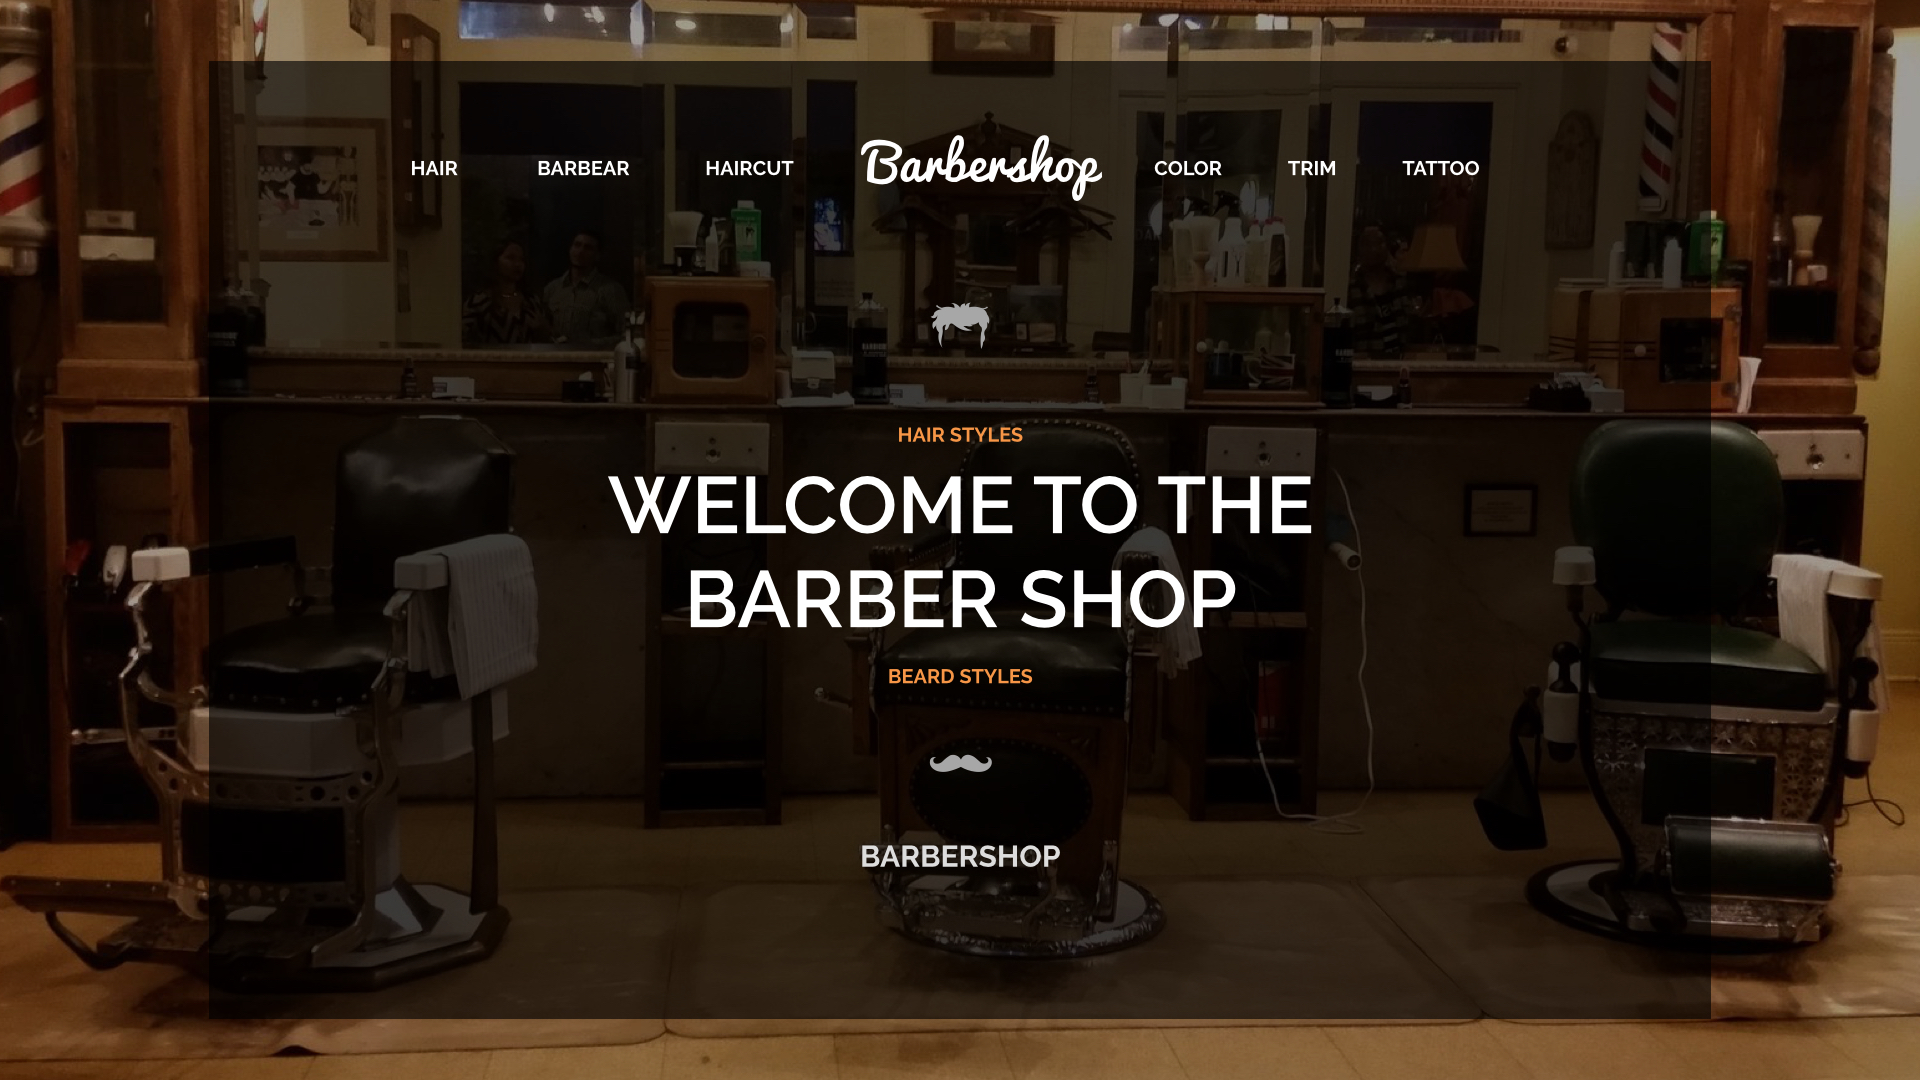 HAIR BARBEAR HAIRCUT Barbershop COLOR TRIM TATTOO
HAIR STYLES
WELCOME TO THE
BARBER SHOP
BEARD STYLES
BARBERSHOP